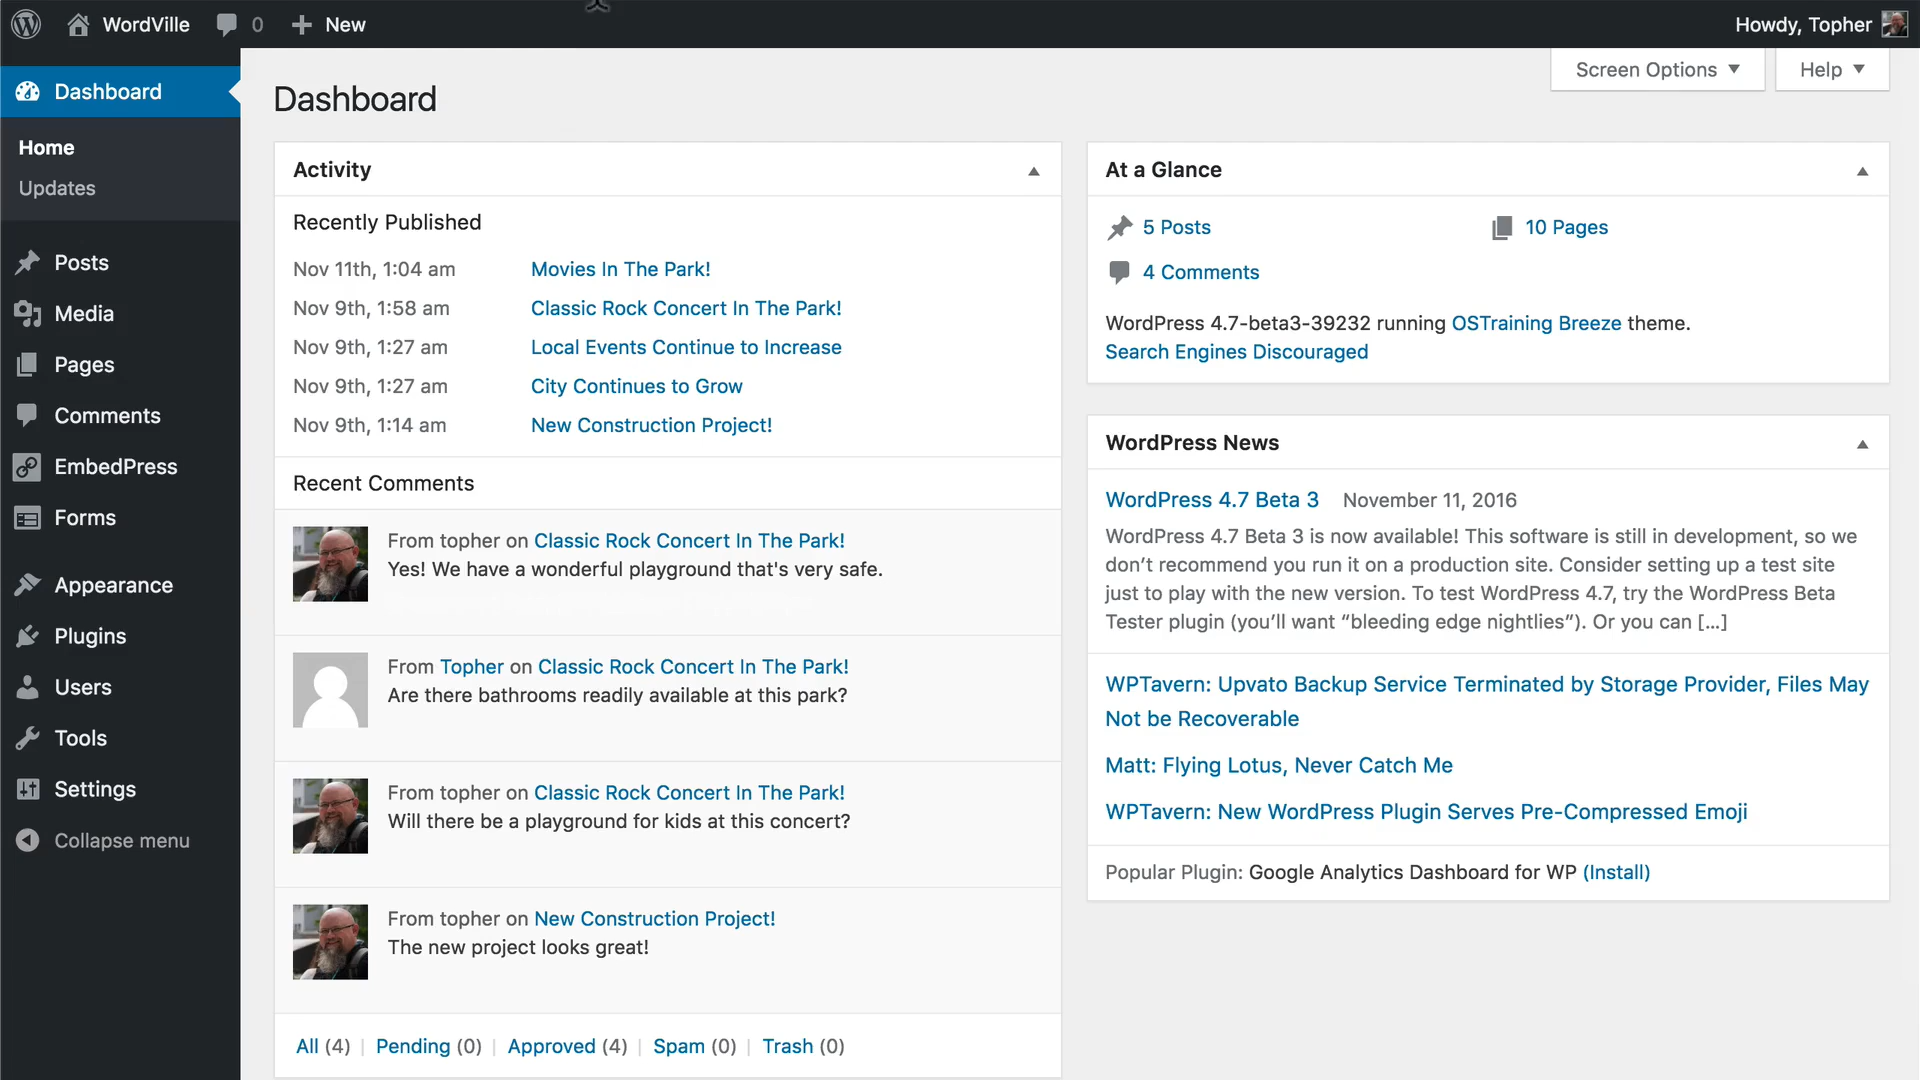 WordVille 0 New Howdy, Topher
Screen Options Help
Dashboard
Home
Updates
Posts
Media
Pages
Comments
EmbedPress
Forms
Appearance
Plugins
Users
Tools
Settings
Collapse menu
Dashboard
Activity
Recently Published
Nov 11th, 1:04 am Movies In The Park!
Nov 9th, 1:58 am Classic Rock Concert In The Park!
Nov 9th, 1:27 am Local Events Continue to Increase
Nov 9th, 1:27 am City Continues to Grow
Nov 9th, 1:14 am New Construction Project!
Recent Comments
From topher on Classic Rock Concert In The Park!
Yes! We have a wonderful playground that's very safe.
From Topher on Classic Rock Concert In The Park!
Are there bathrooms readily available at this park?
From topher on Classic Rock Concert In The Park!
Will there be a playground for kids at this concert?
From topher on New Construction Project!
The new project looks great!
All (4) | Pending (0) | Approved (4) | Spam (0) | Trash (0)
At a Glance
5 Posts 10 Pages
4 Comments
WordPress 4.7-beta3-39232 running OSTraining Breeze theme.
Search Engines Discouraged
WordPress News
WordPress 4.7 Beta 3 November 11, 2016
WordPress 4.7 Beta 3 is now available! This software is still in development, so we
don’t recommend you run it on a production site. Consider setting up a test site
just to play with the new version. To test WordPress 4.7, try the WordPress Beta
Tester plugin (you’ll want “bleeding edge nightlies”). Or you can […]
WPTavern: Upvato Backup Service Terminated by Storage Provider, Files May
Not be Recoverable
Matt: Flying Lotus, Never Catch Me
WPTavern: New WordPress Plugin Serves Pre-Compressed Emoji
Popular Plugin: Google Analytics Dashboard for WP (Install)